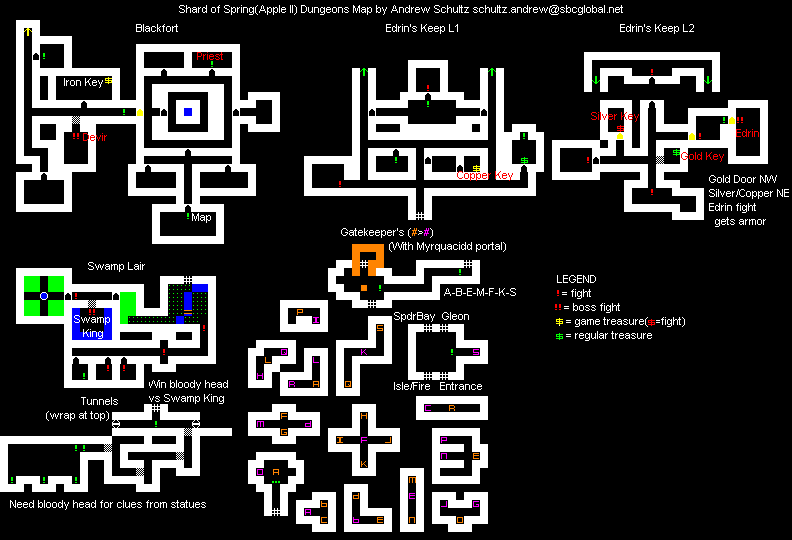 Shard of Spring(Apple II) Dungeons Map by Andrew Schultz schultz.andrew@sbcglobal.net
Blackfort
Edrin's Keep L1
Edrin's Keep L2
Priest
Iron Key
Devir
Map
Copper Key
Silver Key
Edrin
Gold Key
Gold Door NW
Silver/Copper NE
Edrin fight
gets armor
Gatekeeper's (#>#)
(With Myrquacidd portal)
A-B-E-M-F-K-S
Swamp Lair
Swamp
King
Win bloody head
vs Swamp King
SpdrBay Gleon
Isle/Fire Entrance
LEGEND
! = fight
!! = boss fight
$ = game treasure($=fight)
$ = regular treasure
Tunnels
(wrap at top)
Need bloody head for clues from statues